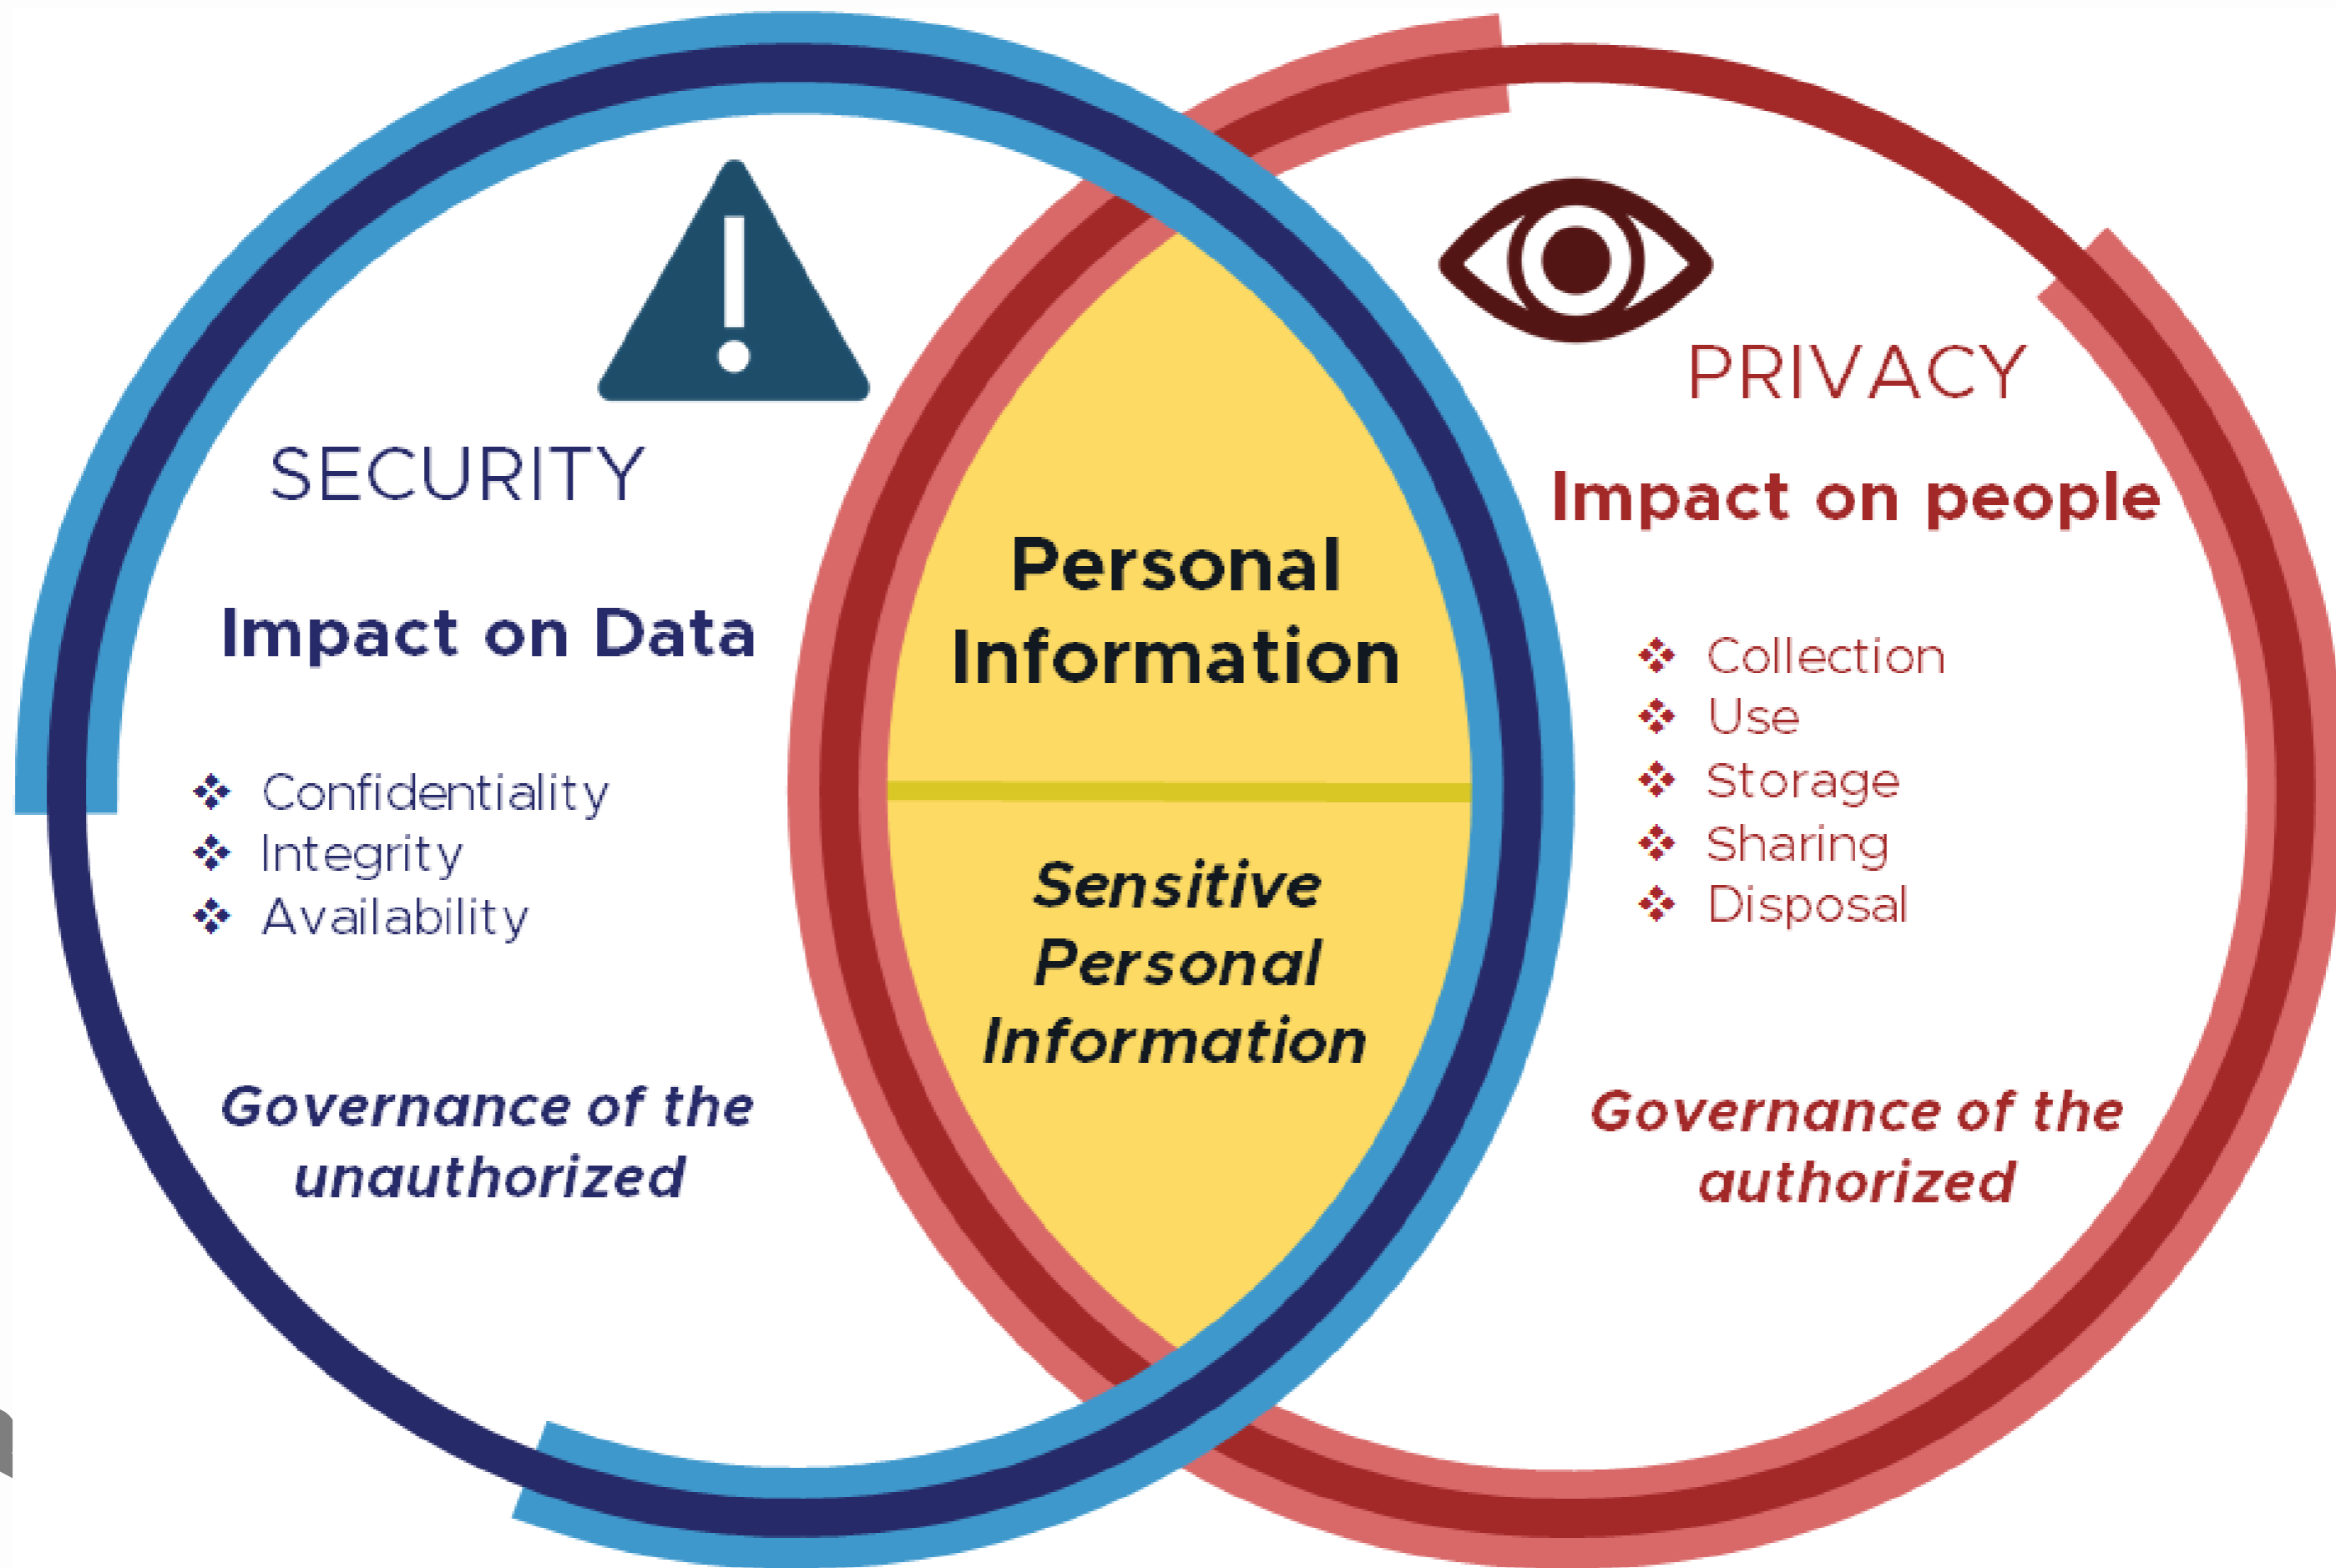 SECURITY
Impact on Data
❖ Confidentiality
❖ Integrity
❖ Availability
Governance of the
unauthorized
Personal
Information
Sensitive
Personal
Information
PRIVACY
Impact on people
❖ Collection
❖ Use
❖ Storage
❖ Sharing
❖ Disposal
Governance of the
authorized